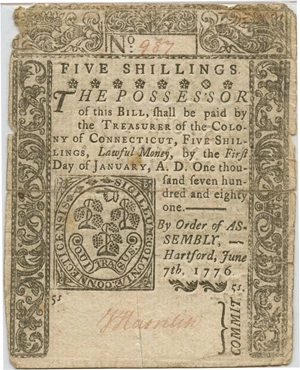 No. 987
FIVE SHILLINGS.
THE POSSESSOR
of this BILL, shall be paid by
the TREASURER of the COLO-
NY of CONNECTICUT, FIVE SHIL-
LINGS, Lawful Money, by the First
Day of JANUARY, A. D. One thou
sand seven hundred
and eighty
one.
By Order of AS-
SEMBLY,
Hartford, June
7th, 1776
5s
5s.
COMMIT.